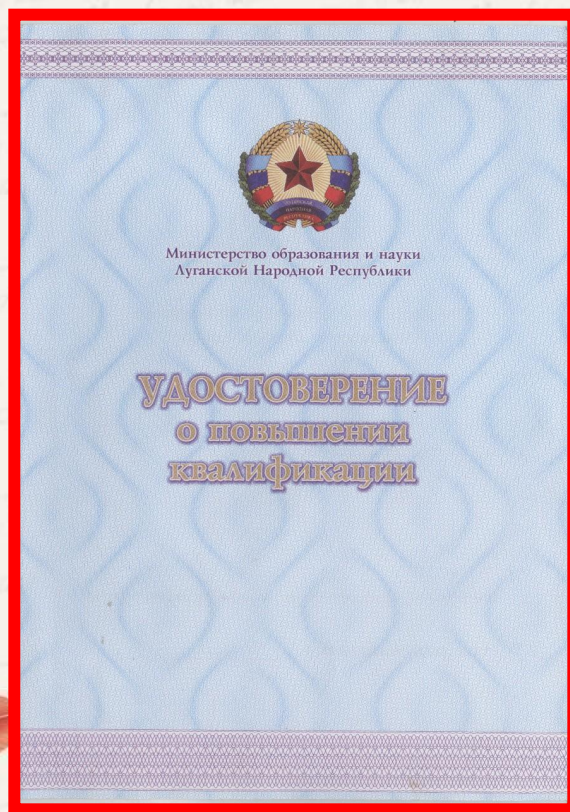 Министерство образования и науки
Луганской Народной Республики
УДОСТОВЕРЕНИЕ
о повышении
квалификации